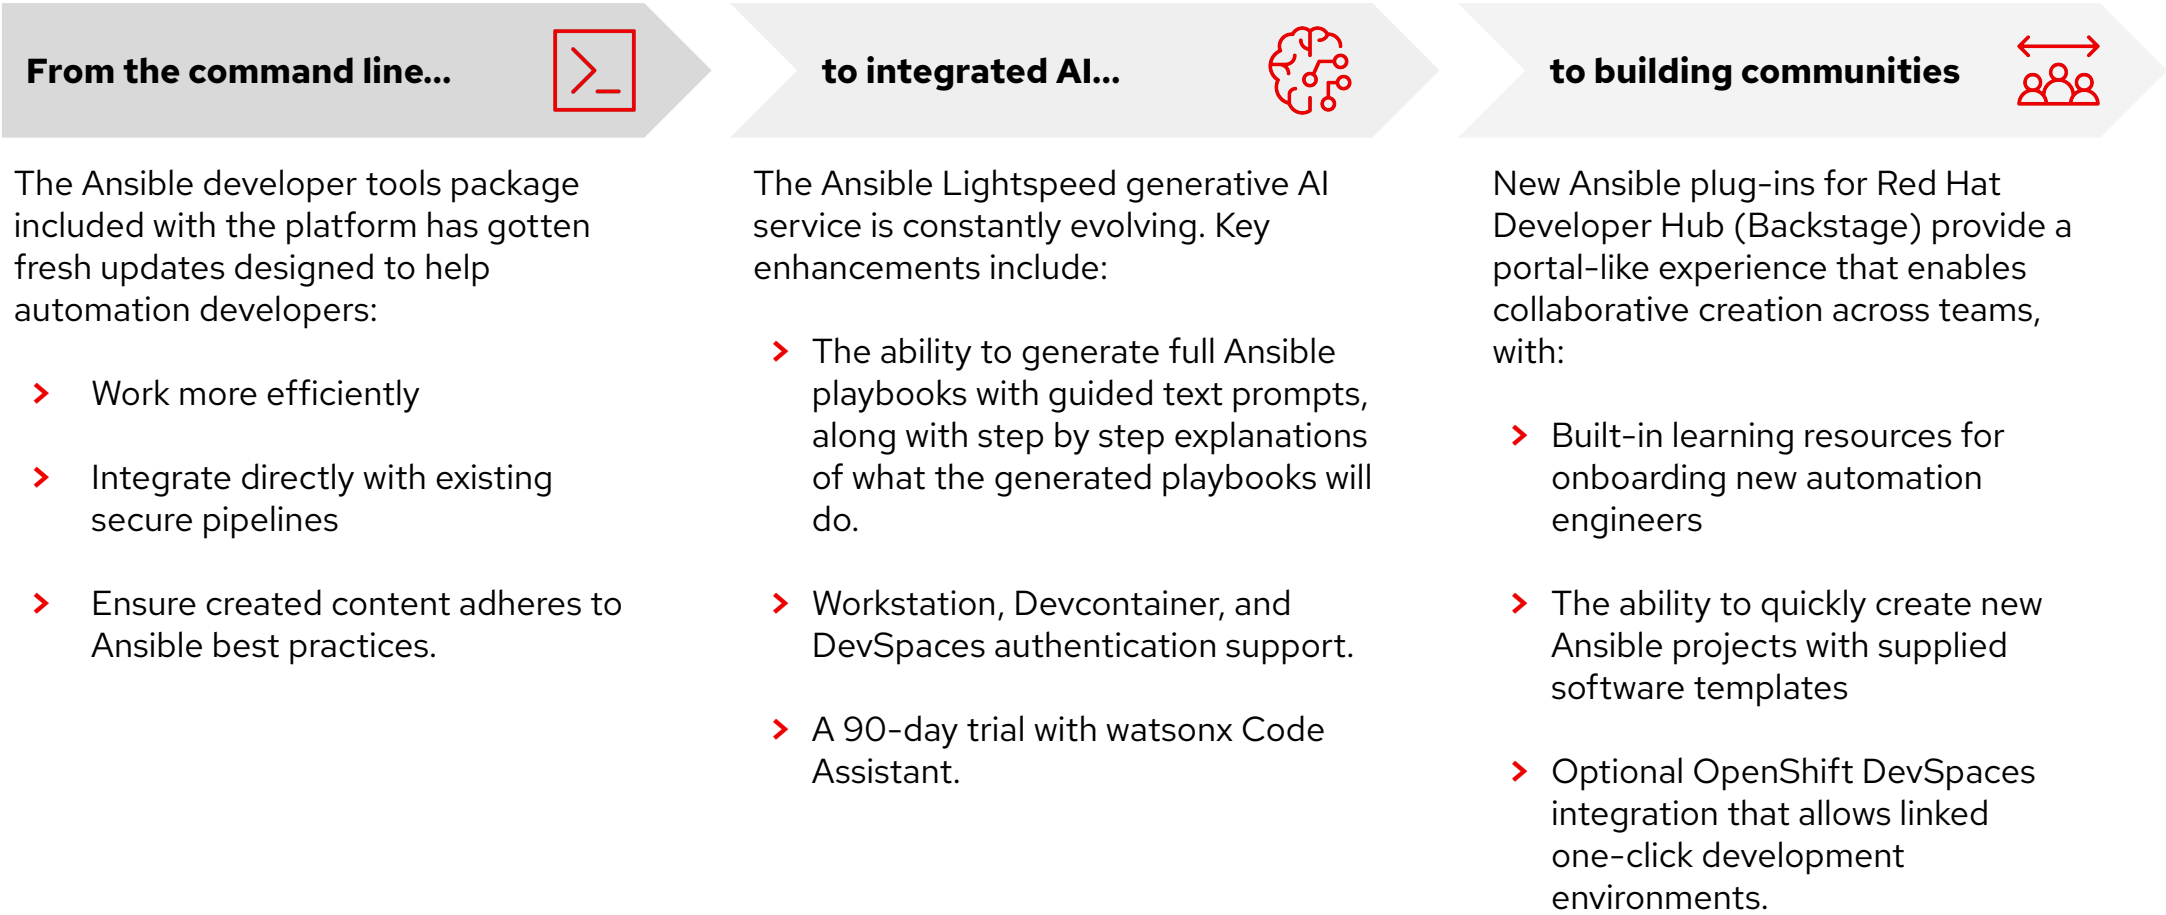 From the command line...
The Ansible developer tools package
included with the platform has gotten
fresh updates designed to help
automation developers:
Work more efficiently
Integrate directly with existing
secure pipelines
Ensure created content adheres to
Ansible best practices.
to integrated AI...
The Ansible Lightspeed generative AI
service is constantly evolving. Key
enhancements include:
The ability to generate full Ansible
playbooks with guided text prompts,
along with step by step explanations
of what the generated playbooks will
do.
Workstation, Devcontainer, and
DevSpaces authentication support.
A 90-day trial with watsonx Code
Assistant.
to building communities
New Ansible plug-ins for Red Hat
Developer Hub (Backstage) provide a
portal-like experience that enables
collaborative creation across teams,
with:
Built-in learning resources for
onboarding new automation
engineers
The ability to quickly create new
Ansible projects with supplied
software templates
Optional OpenShift DevSpaces
integration that allows linked
one-click development
environments.